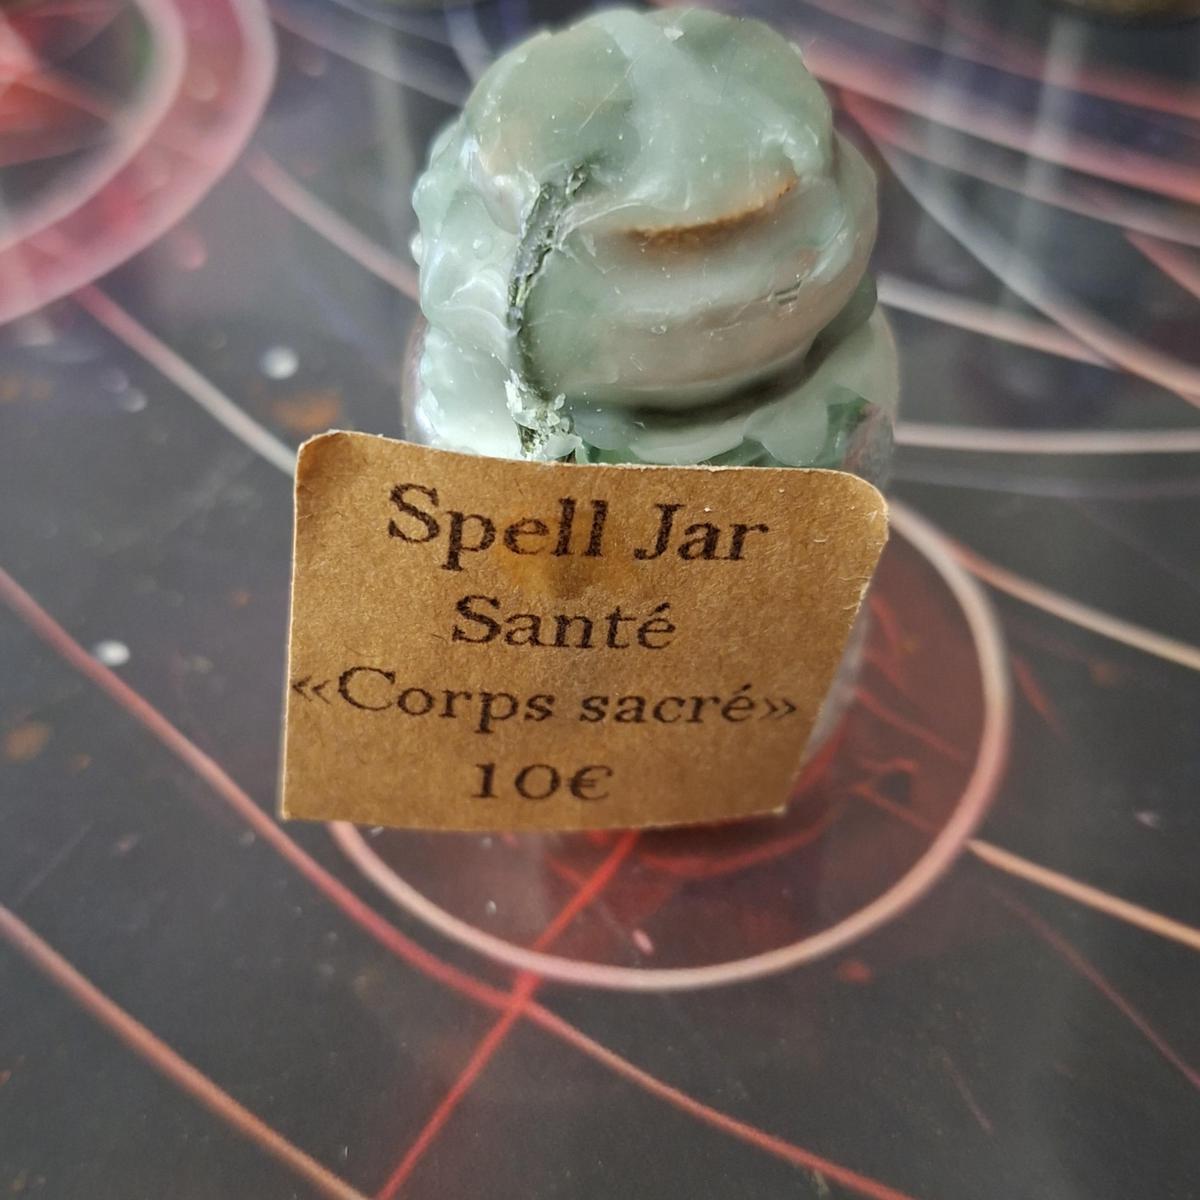 Spell Jar
Santé
«Corps sacré»
10€